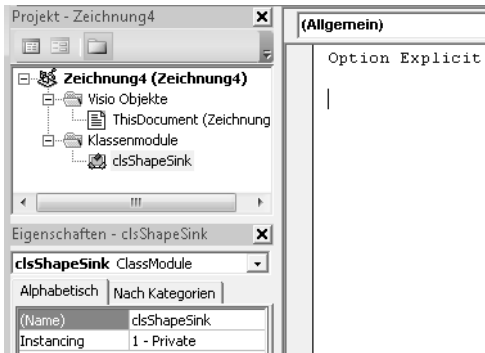 Projekt - Zeichnung4
Zeichnung4 (Zeichnung4)
Visio Objekte
ThisDocument (Zeichnung
Klassenmodule
clsShapeSink
Eigenschaften - clsShapeSink
clsShapeSink ClassModule
Alphabetisch Nach Kategorien
(Name) clsShapeSink
Instancing 1 - Private
(Allgemein)
Option Explicit